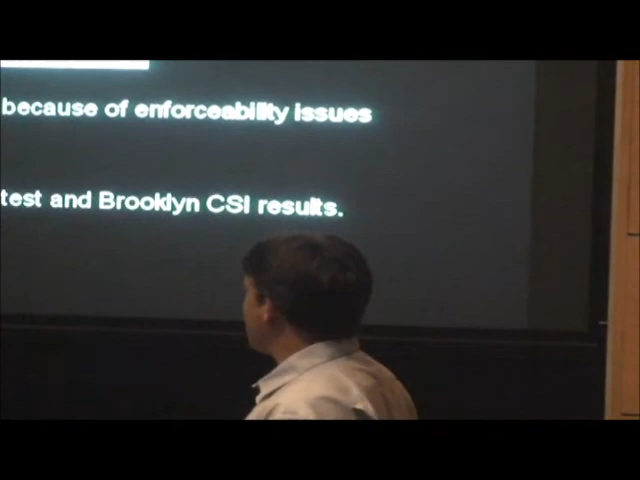 because of enforceability issues
test and Brooklyn CSI results.